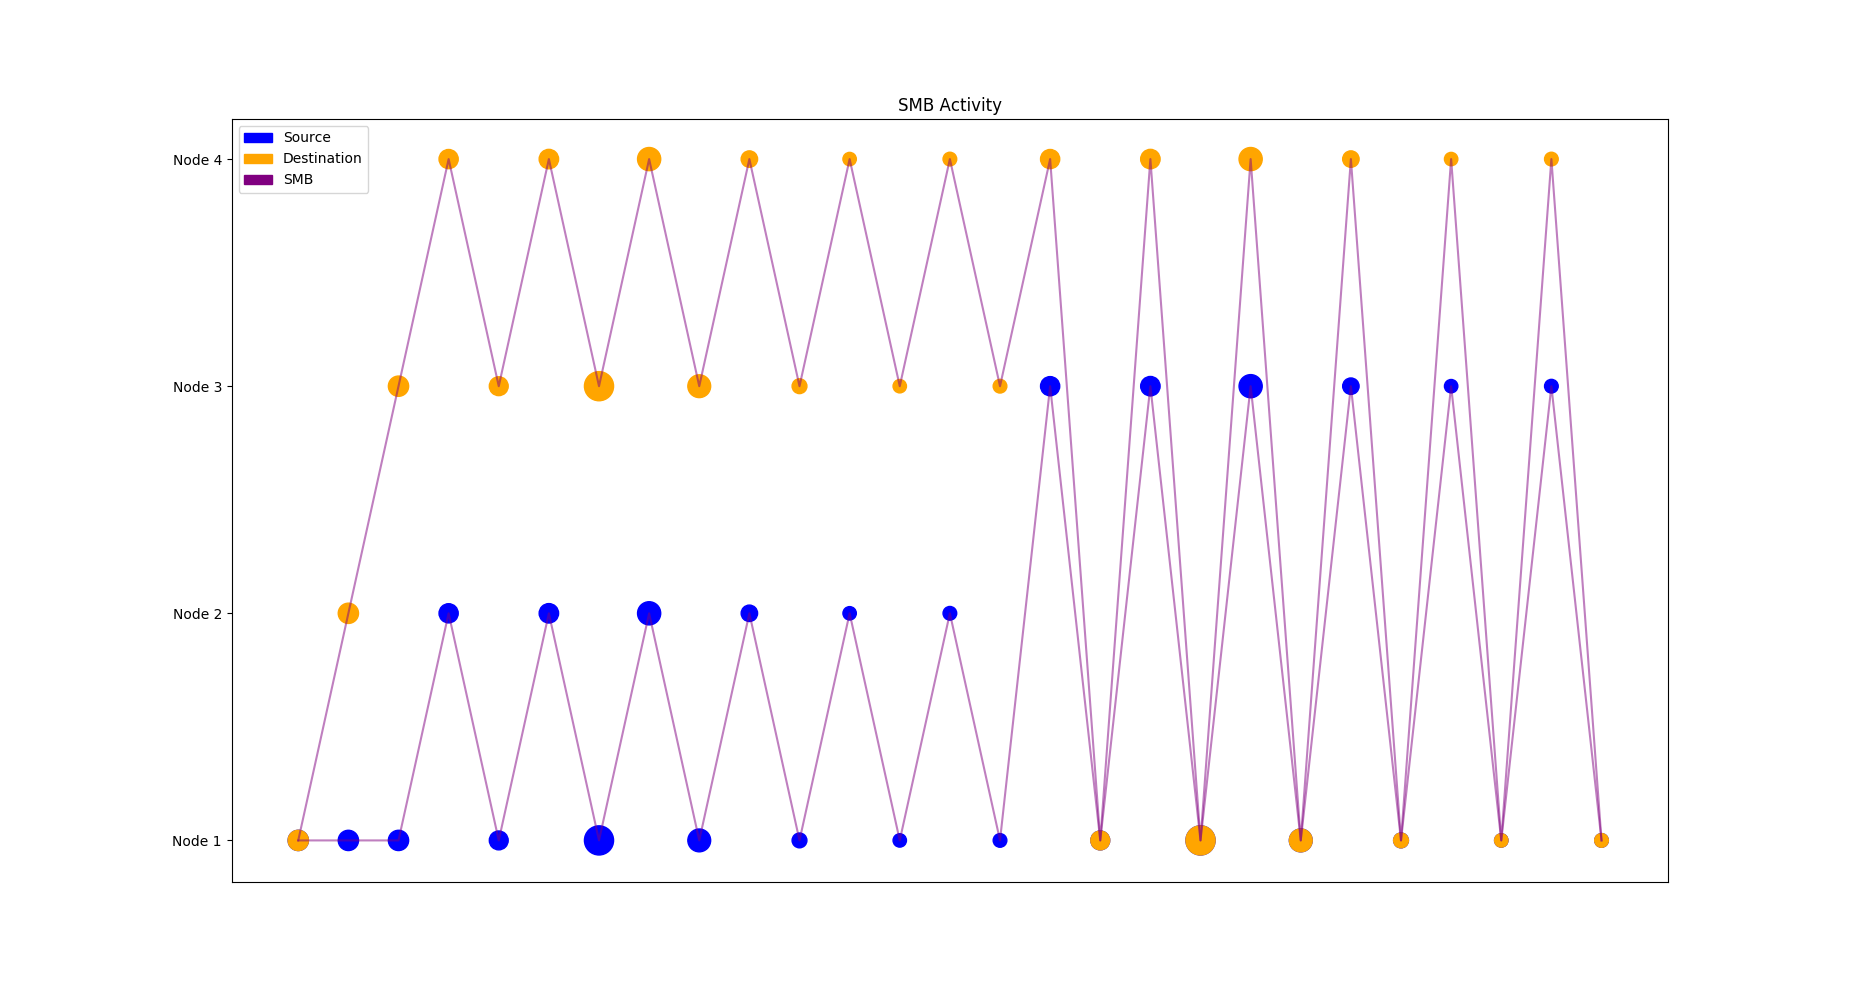 SMB Activity
Source
Destination
SMB
Node 4
Node 3
Node 2
Node 1